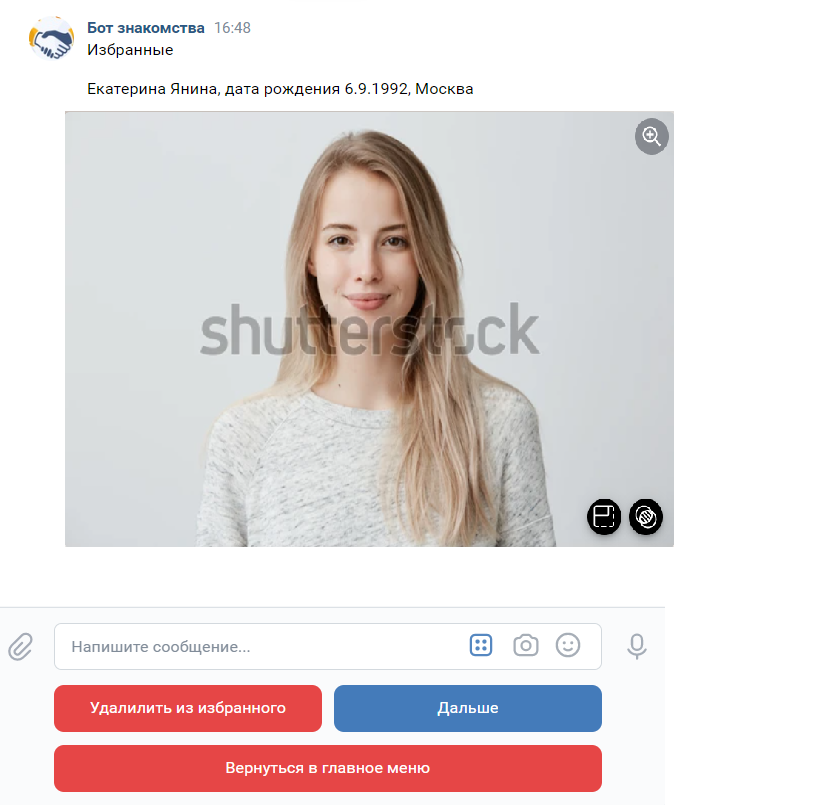 Бот знакомства 16:48
Избранные
Екатерина Янина, дата рождения 6.9.1992, Москва
shutterstock
Напишите сообщение...
Удалилить из избранного
Дальше
Вернуться в главное меню